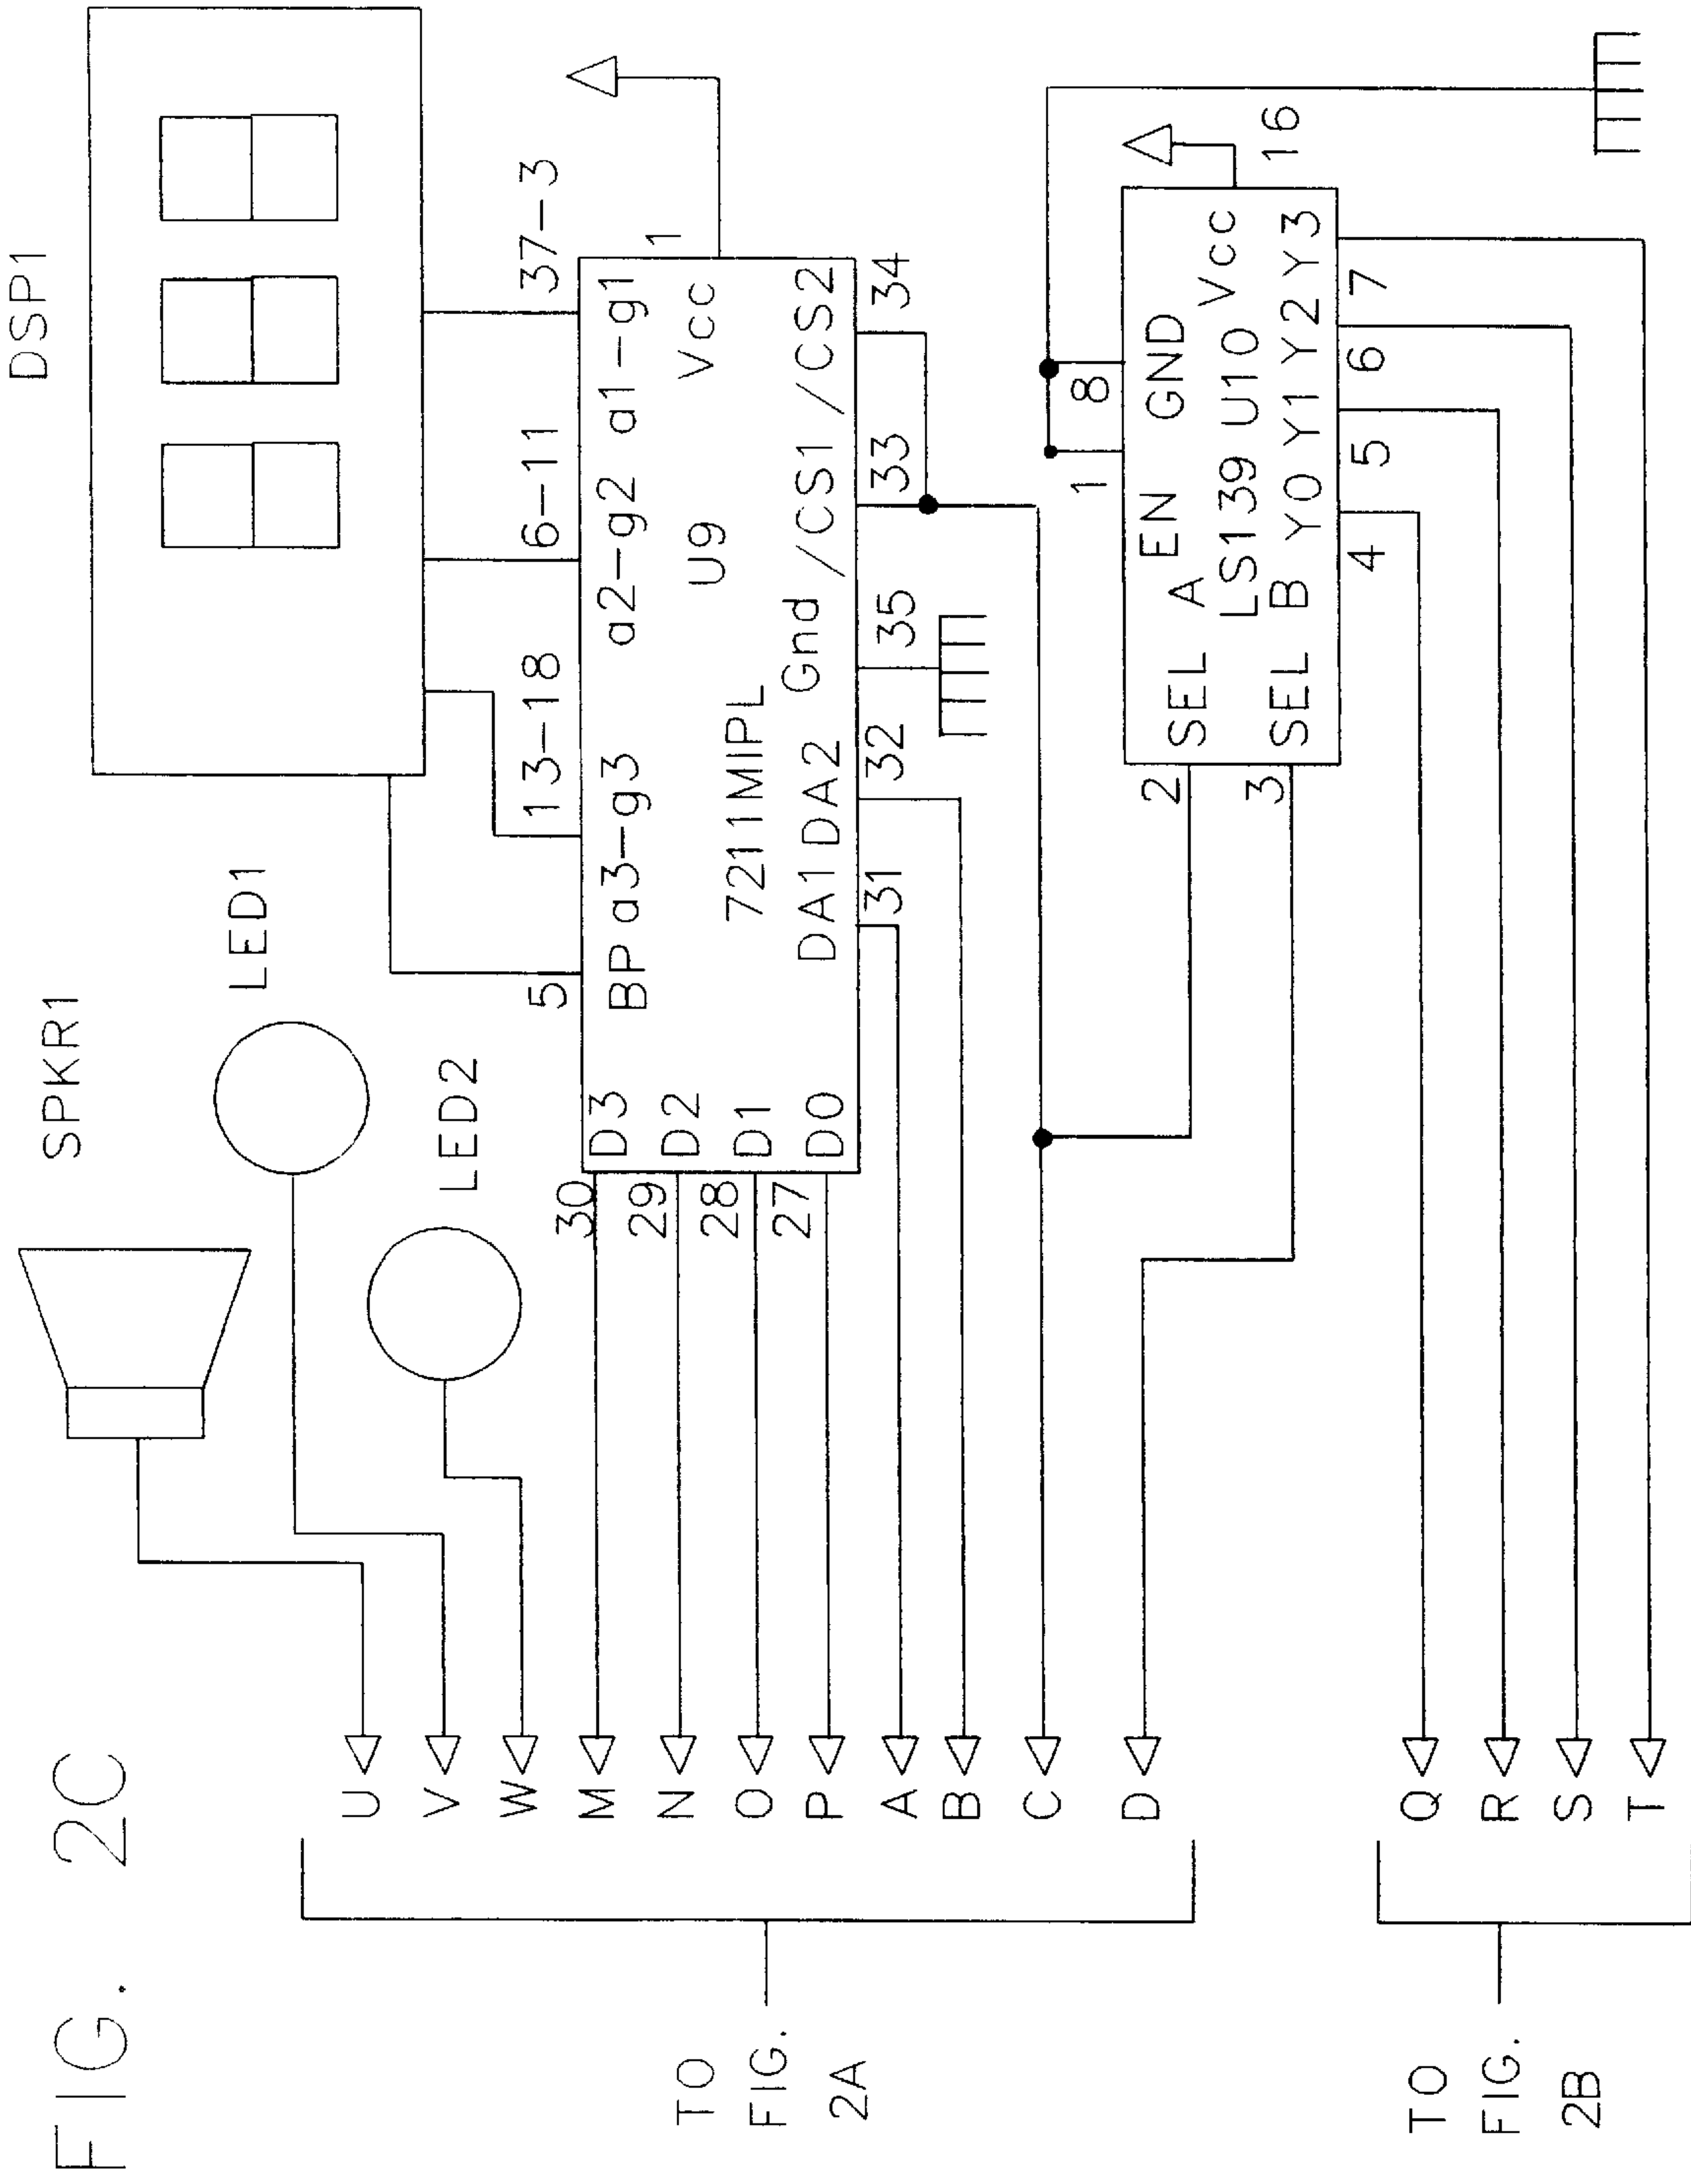 FIG. 2C
SPKR1
LED1
LED2
DSP1
U
V
W
M
N
O
P
A
B
C
D
TO
FIG.
2A
Q
R
S
T
TO
FIG.
2B
5
13-18
6-11
37-3
1
30
29
28
27
BP a3-g3 a2-g2 a1-g1
D3
D2
D1
D0
U9
Vcc
7211MIPL
DA1 DA2 Gnd /CS1 /CS2
31
32
35
33
34
1
8
16
2
3
SEL A EN GND
LS139 U10 Vcc
SEL B Y0 Y1 Y2 Y3
4
5
6
7